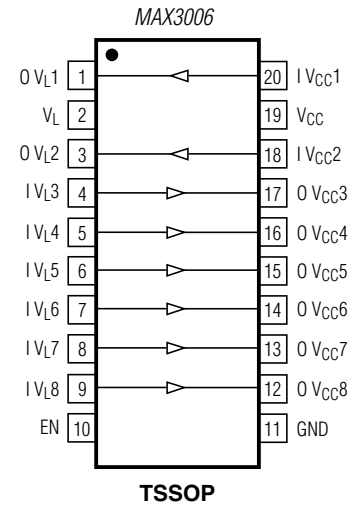 MAX3006
O VL1 1 20 I VCC1
VL 2 19 VCC
O VL2 3 18 I VCC2
I VL3 4 17 O VCC3
I VL4 5 16 O VCC4
I VL5 6 15 O VCC5
I VL6 7 14 O VCC6
I VL7 8 13 O VCC7
I VL8 9 12 O VCC8
EN 10 11 GND
TSSOP